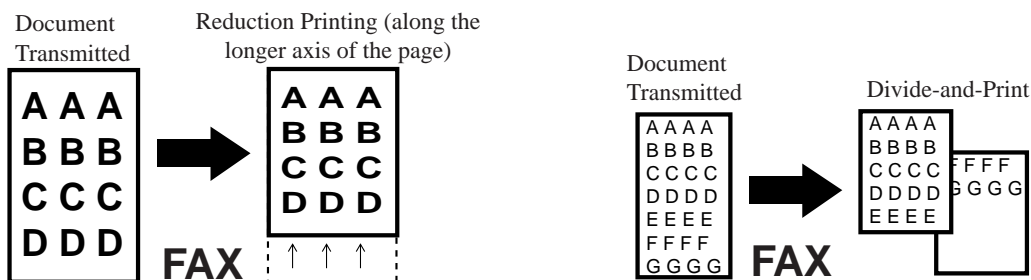 Document
Transmitted
A A A
B B B
C C C
D D D
FAX
Reduction Printing (along the
longer axis of the page)
A A A
B B B
C C C
D D D
Document
Transmitted
A A A A
B B B B
C C C C
D D D D
E E E E
F F F F
G G G G
FAX
Divide-and-Print
A A A A
B B B B
C C C C
D D D D
E E E E
F F F F
G G G G